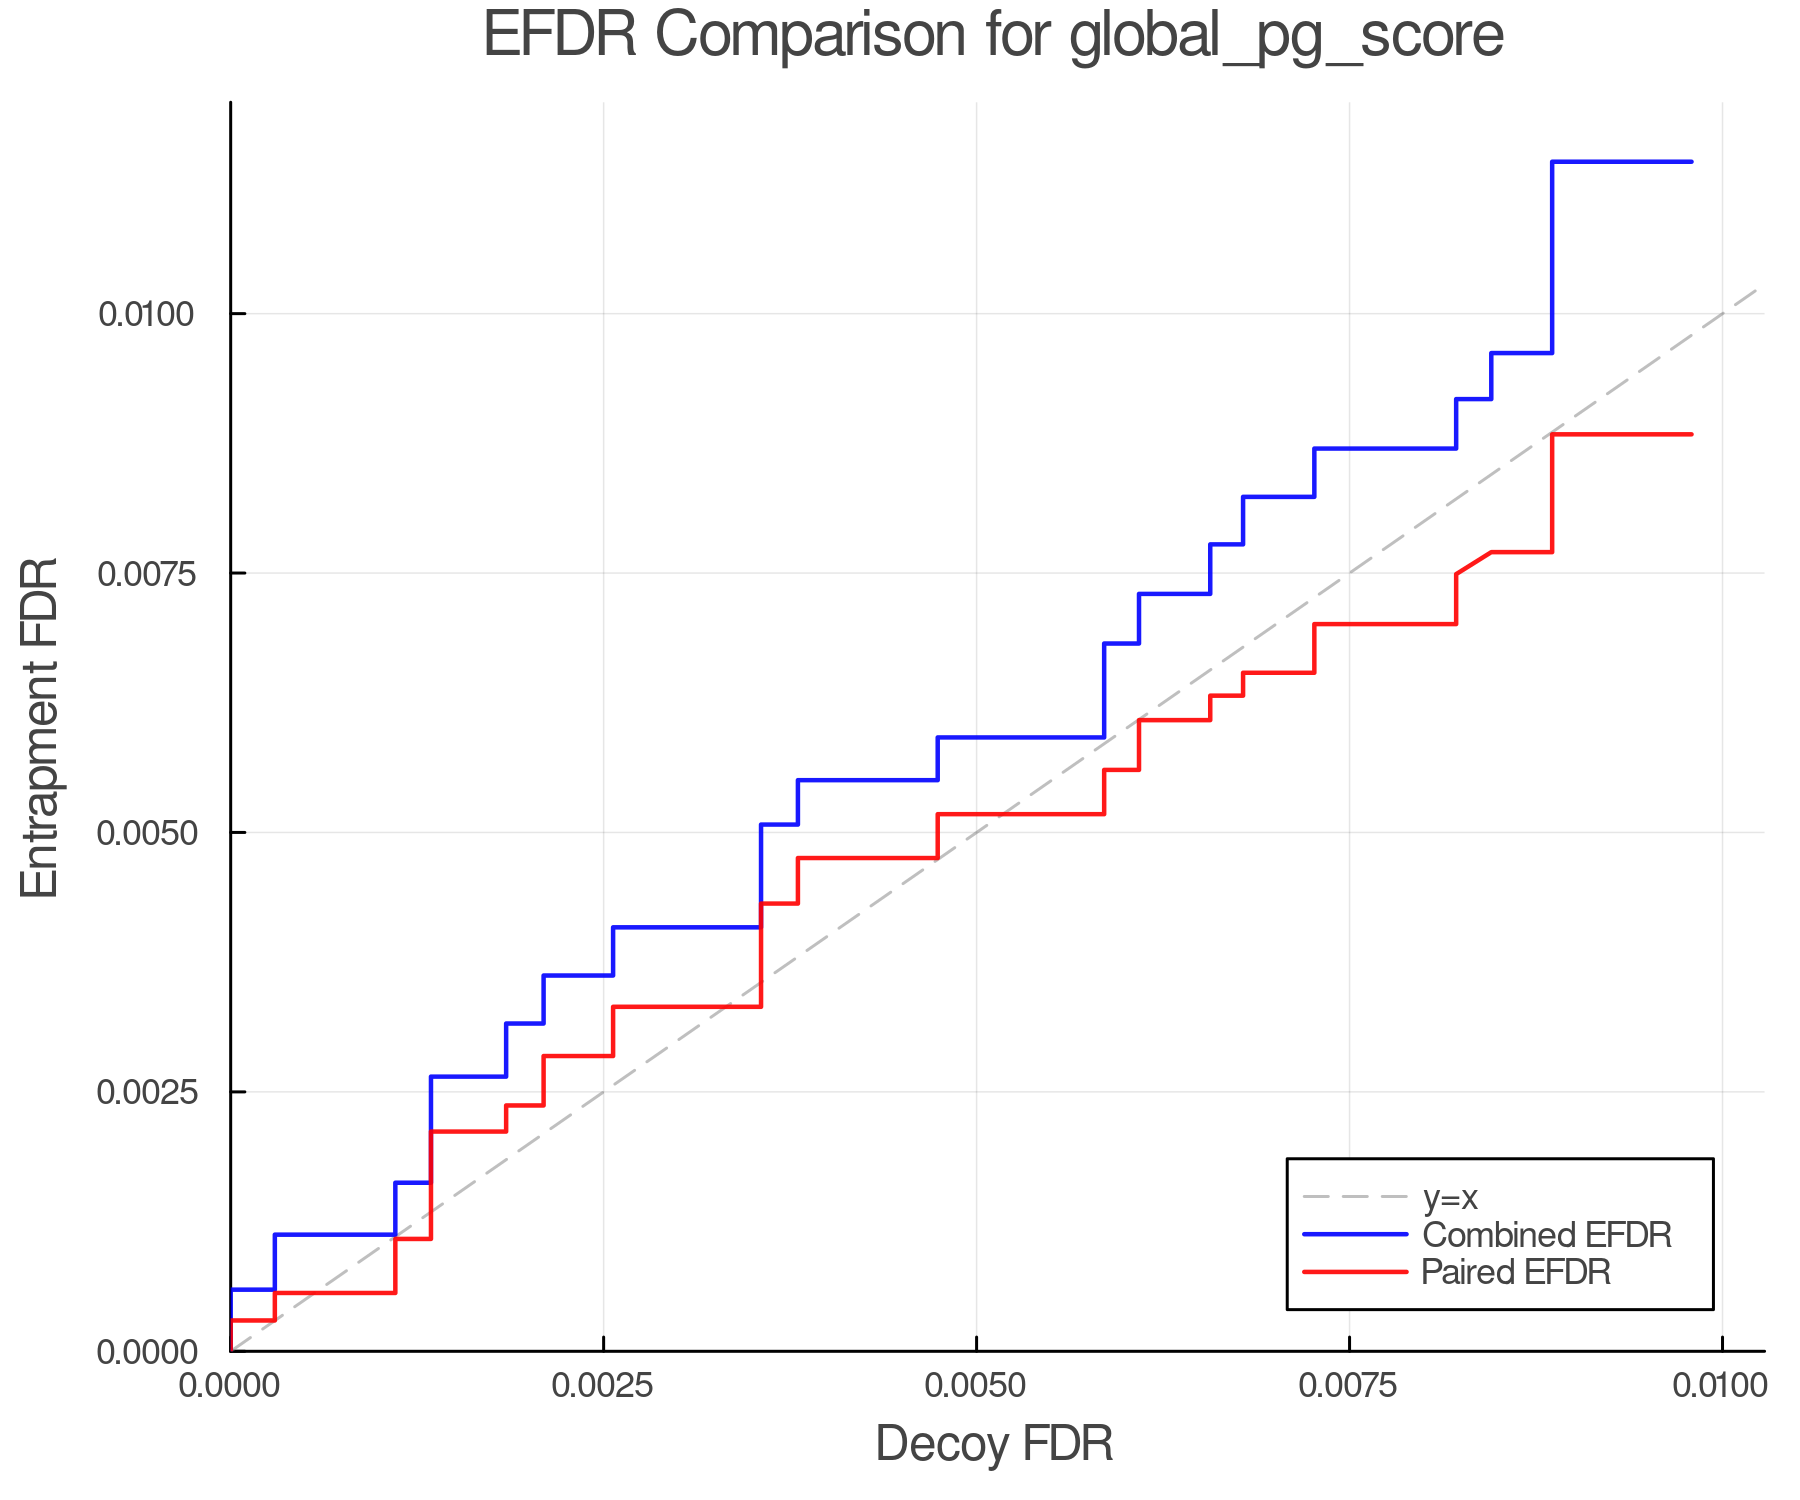 EFDR Comparison for global_pg_score
Entrapment FDR
0.0100
0.0075
0.0050
0.0025
0.0000
0.0000 0.0025 0.0050 0.0075 0.0100
Decoy FDR
y=x
Combined EFDR
Paired EFDR